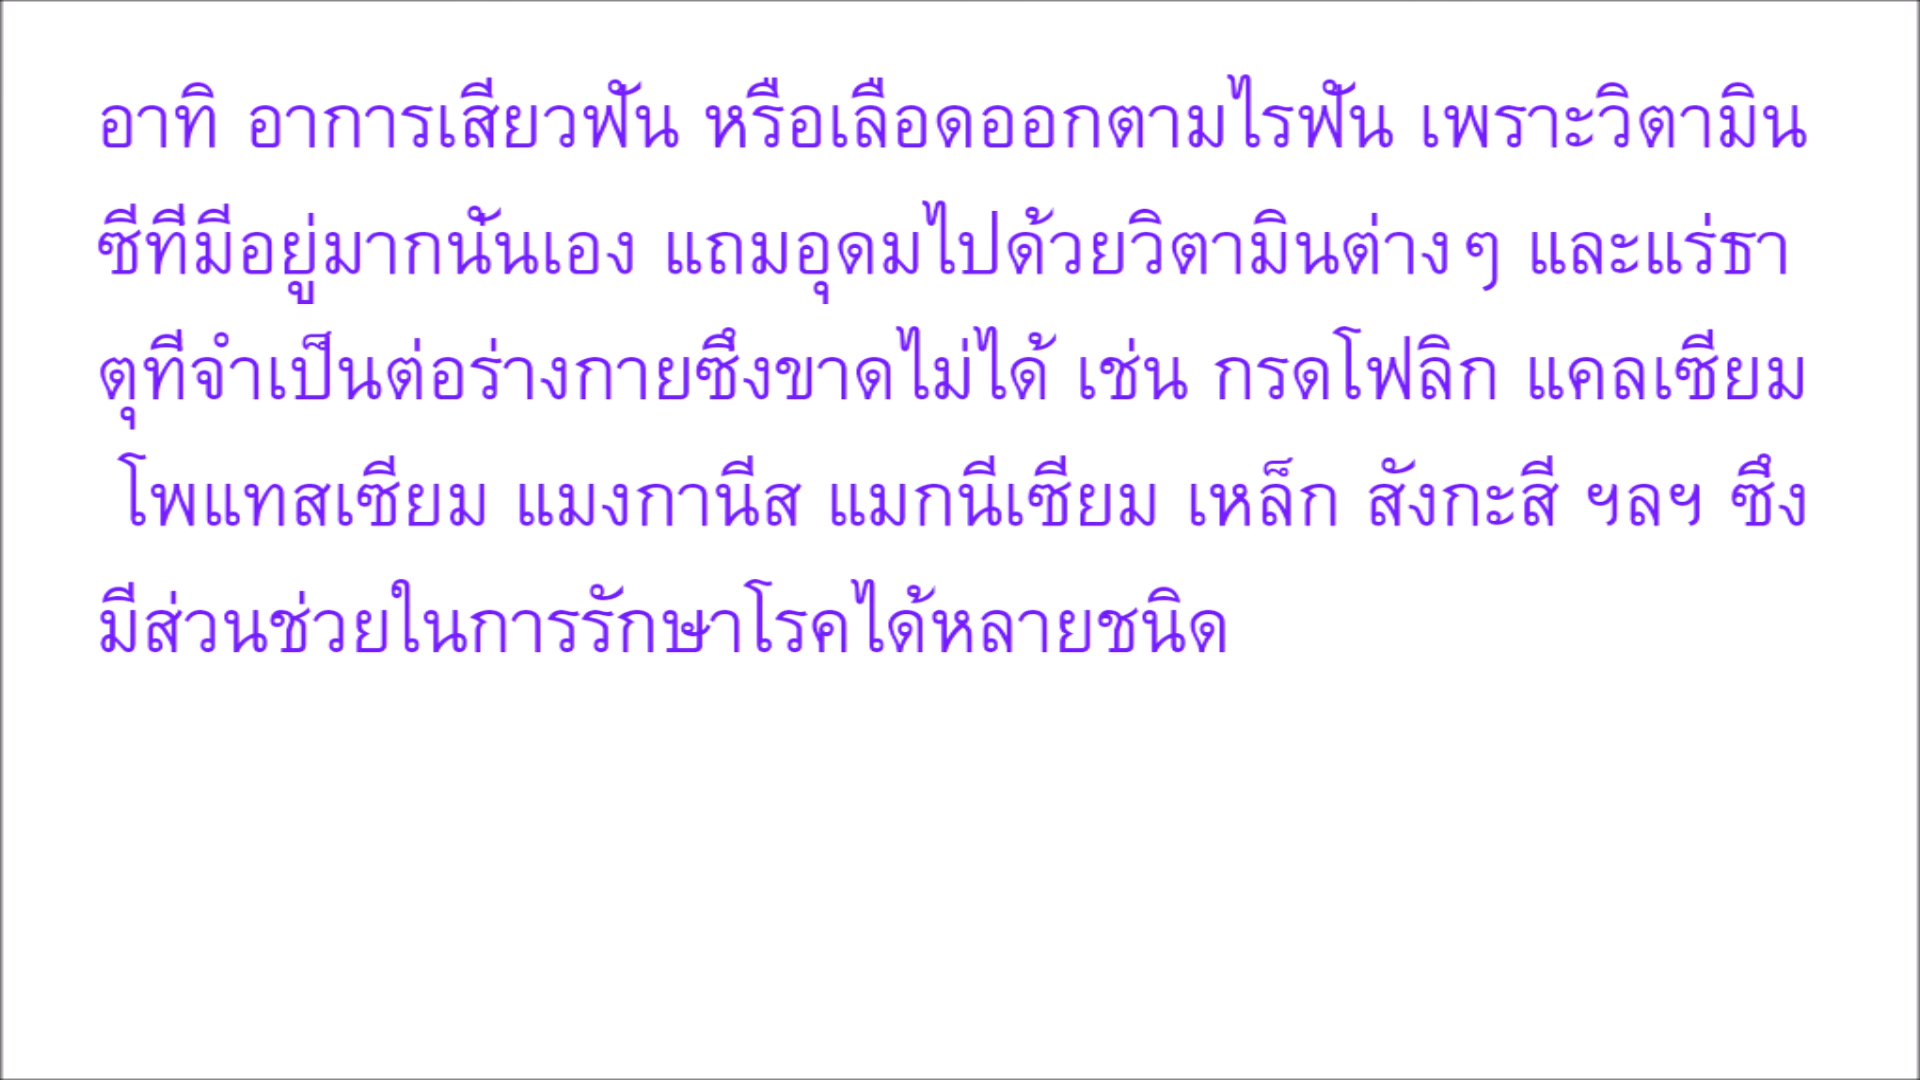 อาทิ อาการเสียวฟัน หรือเลือดออกตามไรฟัน เพราะวิตามิน
ซีที่มีอยู่มากนั่นเอง แถมอุดมไปด้วยวิตามินต่างๆ และแร่ธา
ตุที่จำเป็นต่อร่างกายซึ่งขาดไม่ได้ เช่น กรดโฟลิก แคลเซียม
โพแทสเซียม แมงกานีส แมกนีเซียม เหล็ก สังกะสี ฯลฯ ซึ่ง
มีส่วนช่วยในการรักษาโรคได้หลายชนิด